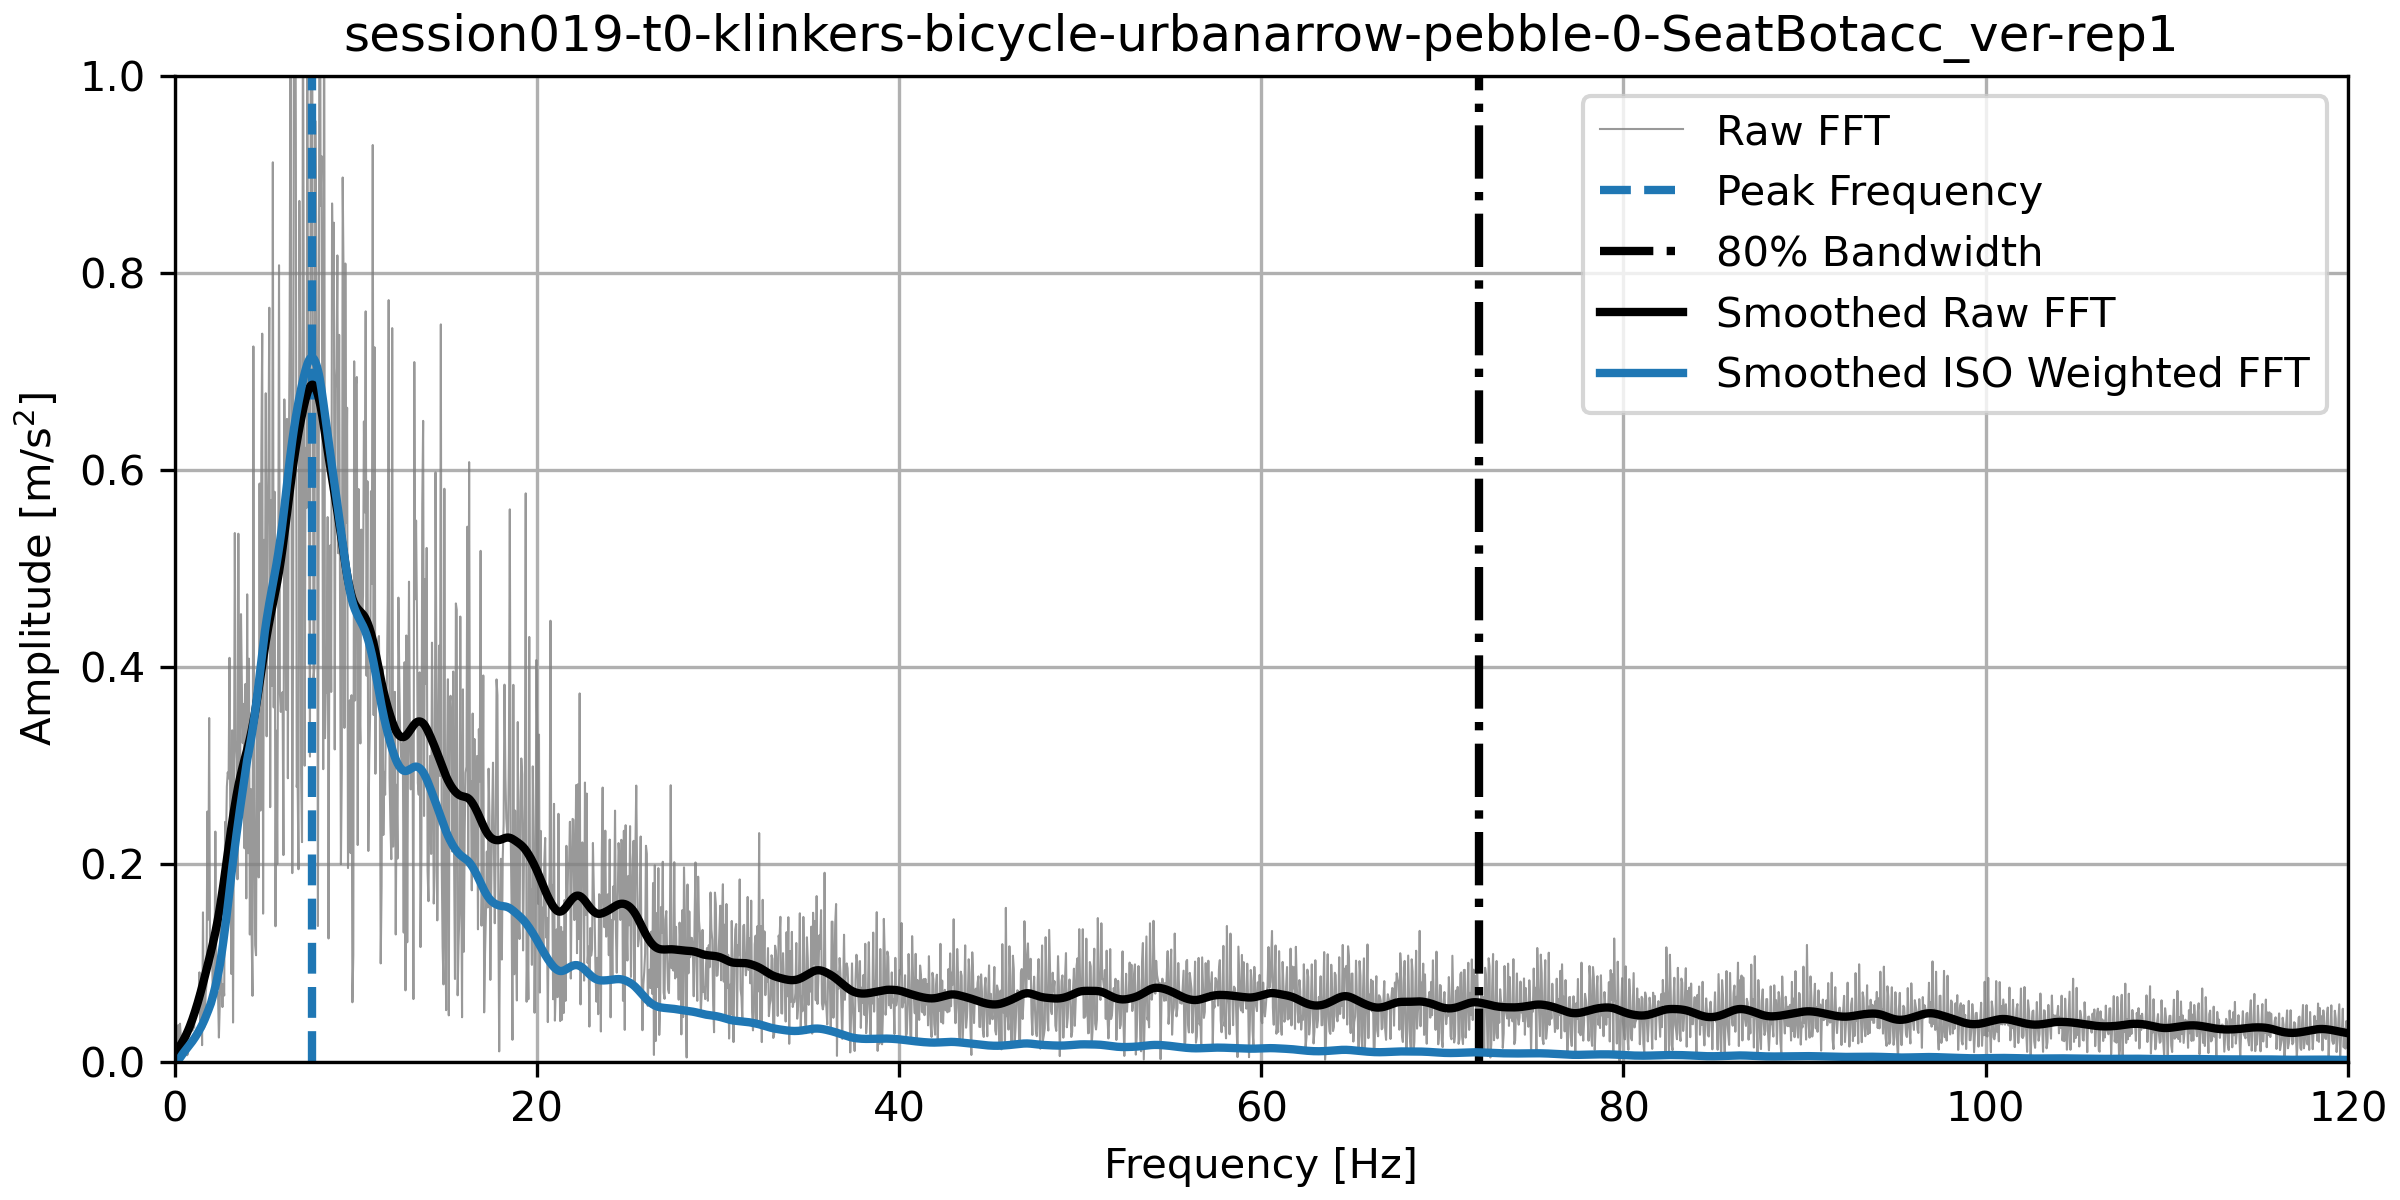 session019-t0-klinkers-bicycle-urbanarrow-pebble-0-SeatBotacc_ver-rep1
1.0
0.8
0.6
0.4
0.2
0.0
Amplitude [m/s²]
Raw FFT
Peak Frequency
80% Bandwidth
Smoothed Raw FFT
Smoothed ISO Weighted FFT
0 20 40 60 80 100 120
Frequency [Hz]